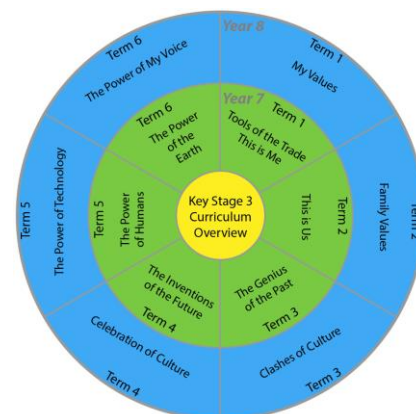 Year 8
Term 1
My Values
Term 2
Family Values
Term 3
Clashes of Culture
Term 4
Celebration of Culture
Term 5
The Power of Technology
Term 6
The Power of My Voice
Year 7
Term 1
Tools of the Trade
This is Me
Term 2
This is Us
Term 3
The Genius
of the Past
Term 4
The Inventions
of the Future
Term 5
The Power
of Humans
Term 6
The Power
of the
Earth
Key Stage 3
Curriculum
Overview